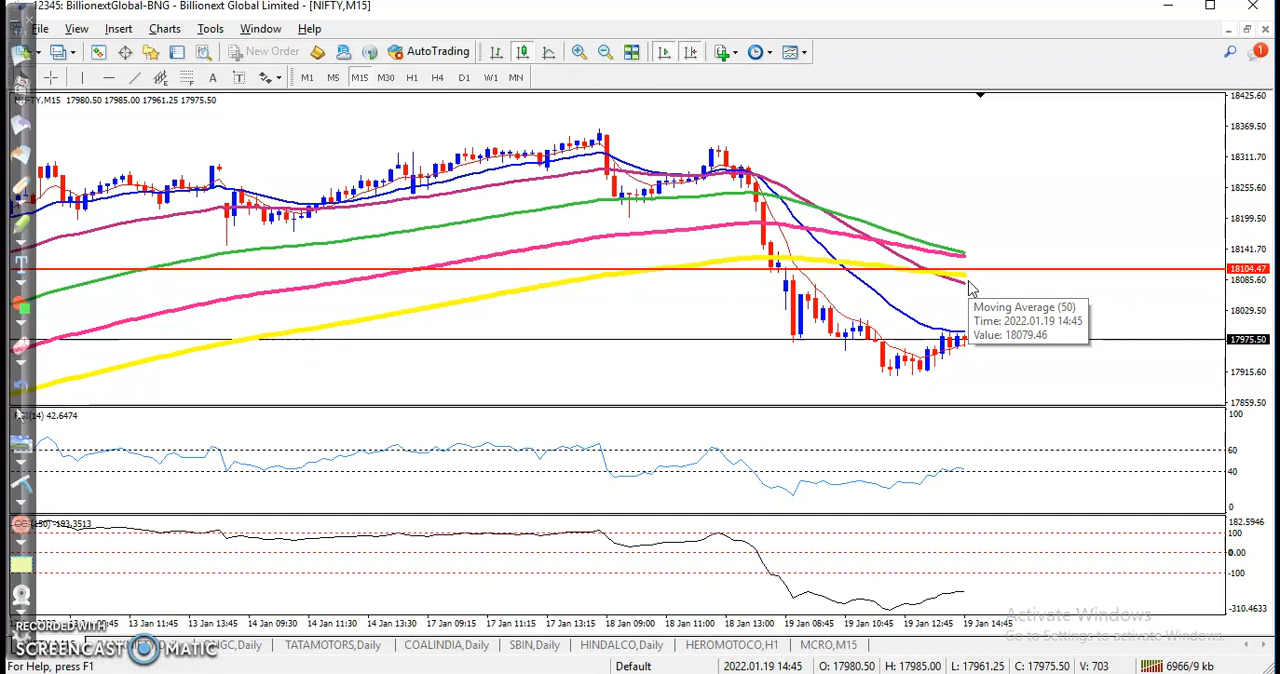 12345: BillionextGlobal-BNG - Billionext Global Limited - [NIFTY,M15]
File View Insert Charts Tools Window Help
New Order AutoTrading 1
A T M1 M5 M15 M30 H1 H4 D1 W1 MN
17980.50 17985.00 17961.25 17975.50
18425.60
18369.50
18311.70
18255.60
18199.50
18141.70
18104.47
18085.60
18029.50
17975.50
17915.60
17859.50
Moving Average (50)
Time: 2022.01.19 14:45
Value: 18079.46
RSI(14) 42.6474
100
60
40
0
(150) -193.3513
182.5946
100
0.00
-100
-310.4633
13 Jan 11:45 13 Jan 13:45 14 Jan 09:30 14 Jan 11:30 14 Jan 13:30 17 Jan 09:15 17 Jan 11:15 17 Jan 13:15 18 Jan 09:00 18 Jan 11:00 18 Jan 13:00 19 Jan 08:45 19 Jan 10:45 19 Jan 12:45 19 Jan 14:45
Activate Windows
Go to Settings to activate Windows.
RECORDED WITH
SCREENCAST MATIC
TATAMOTORS,Daily COALINDIA,Daily SBIN,Daily HINDALCO,Daily HEROMOTOCO,H1 MCRO,M15
For Help, press F1 Default 2022.01.19 14:45 O: 17980.50 H: 17985.00 L: 17961.25 C: 17975.50 V: 703 6966/9 kb